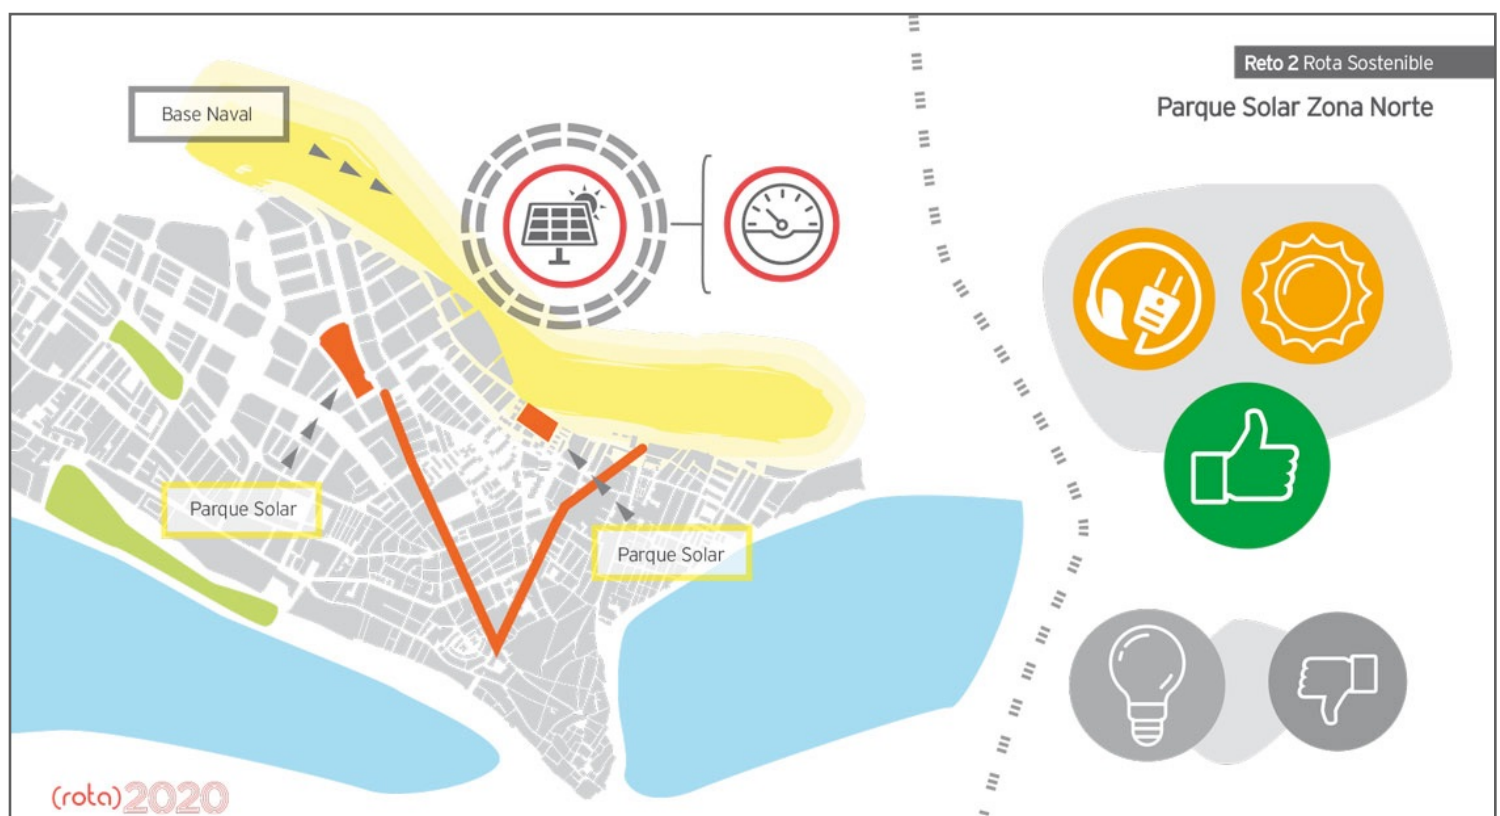 Reto 2 Rota Sostenible
Parque Solar Zona Norte
Base Naval
Parque Solar
Parque Solar
(rota)2020